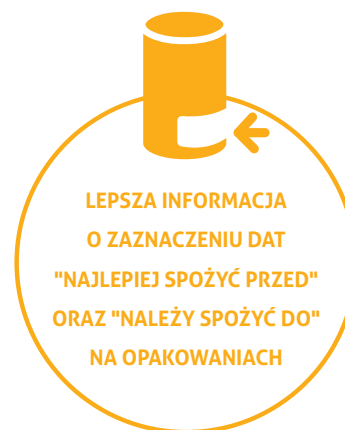 LEPSZA INFORMACJA
O ZAZNACZENIU DAT
"NAJLEPIEJ SPOŻYĆ PRZED"
ORAZ "NALEŻY SPOŻYĆ DO"
NA OPAKOWANIACH